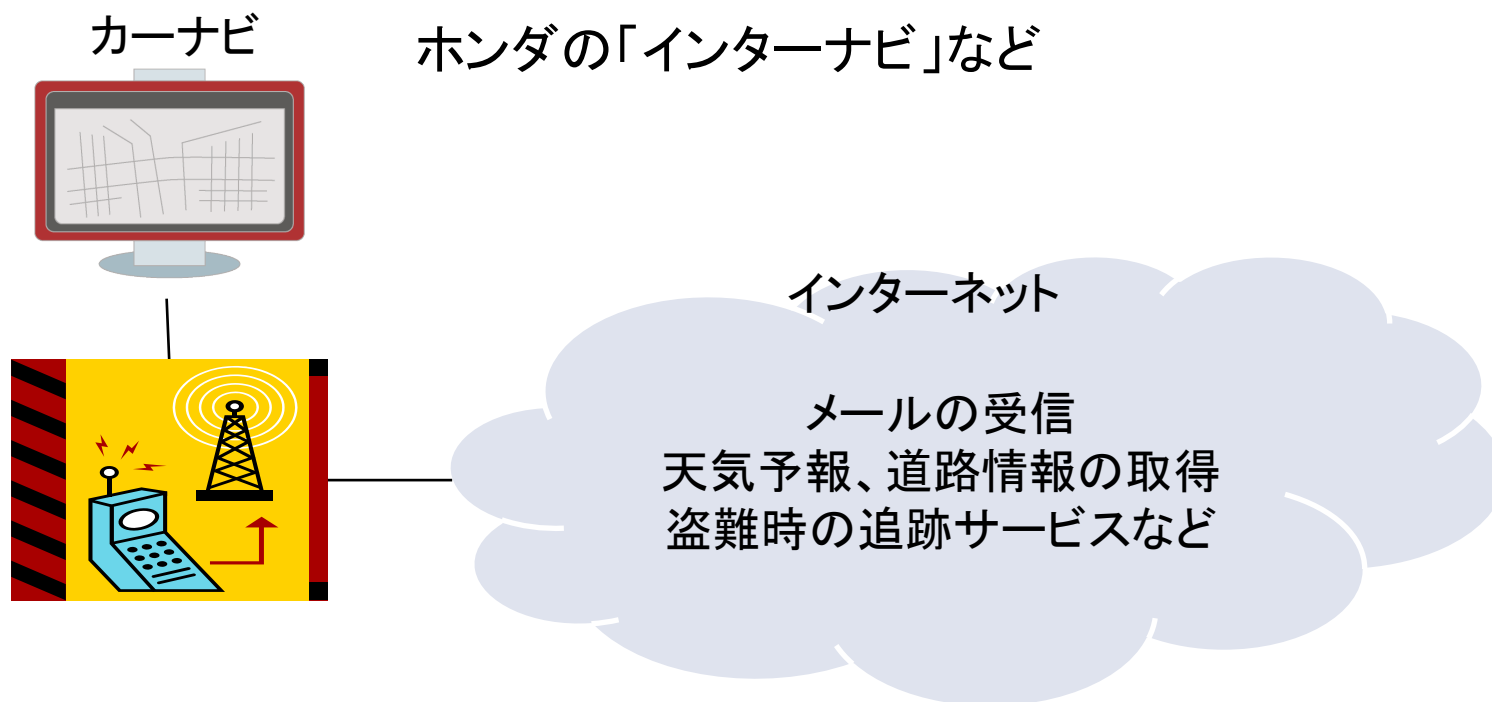 カーナビ
ホンダの「インターナビ」など
インターネット
メールの受信
天気予報、道路情報の取得
盗難時の追跡サービスなど